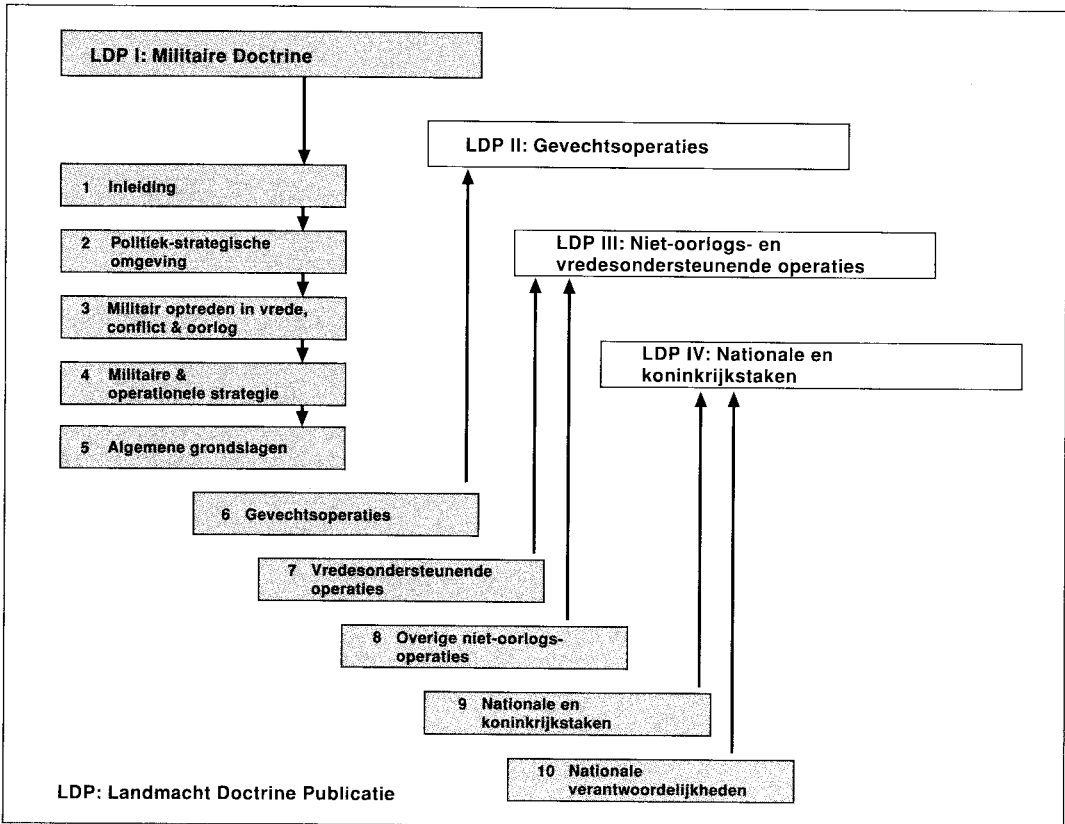 LDP I: Militaire Doctrine
LDP II: Gevechtsoperaties
1 Inleiding
2 Politiek-strategische
omgeving
LDP III: Niet-oorlogs- en
vredesondersteunende operaties
3 Militair optreden in vrede,
conflict & oorlog
LDP IV: Nationale en
koninkrijkstaken
4 Militaire &
operationele strategie
5 Algemene grondslagen
6 Gevechtsoperaties
7 Vredesondersteunende
operaties
8 Overige niet-oorlogs-
operaties
9 Nationale en
koninkrijkstaken
10 Nationale
verantwoordelijkheden
LDP: Landmacht Doctrine Publicatie